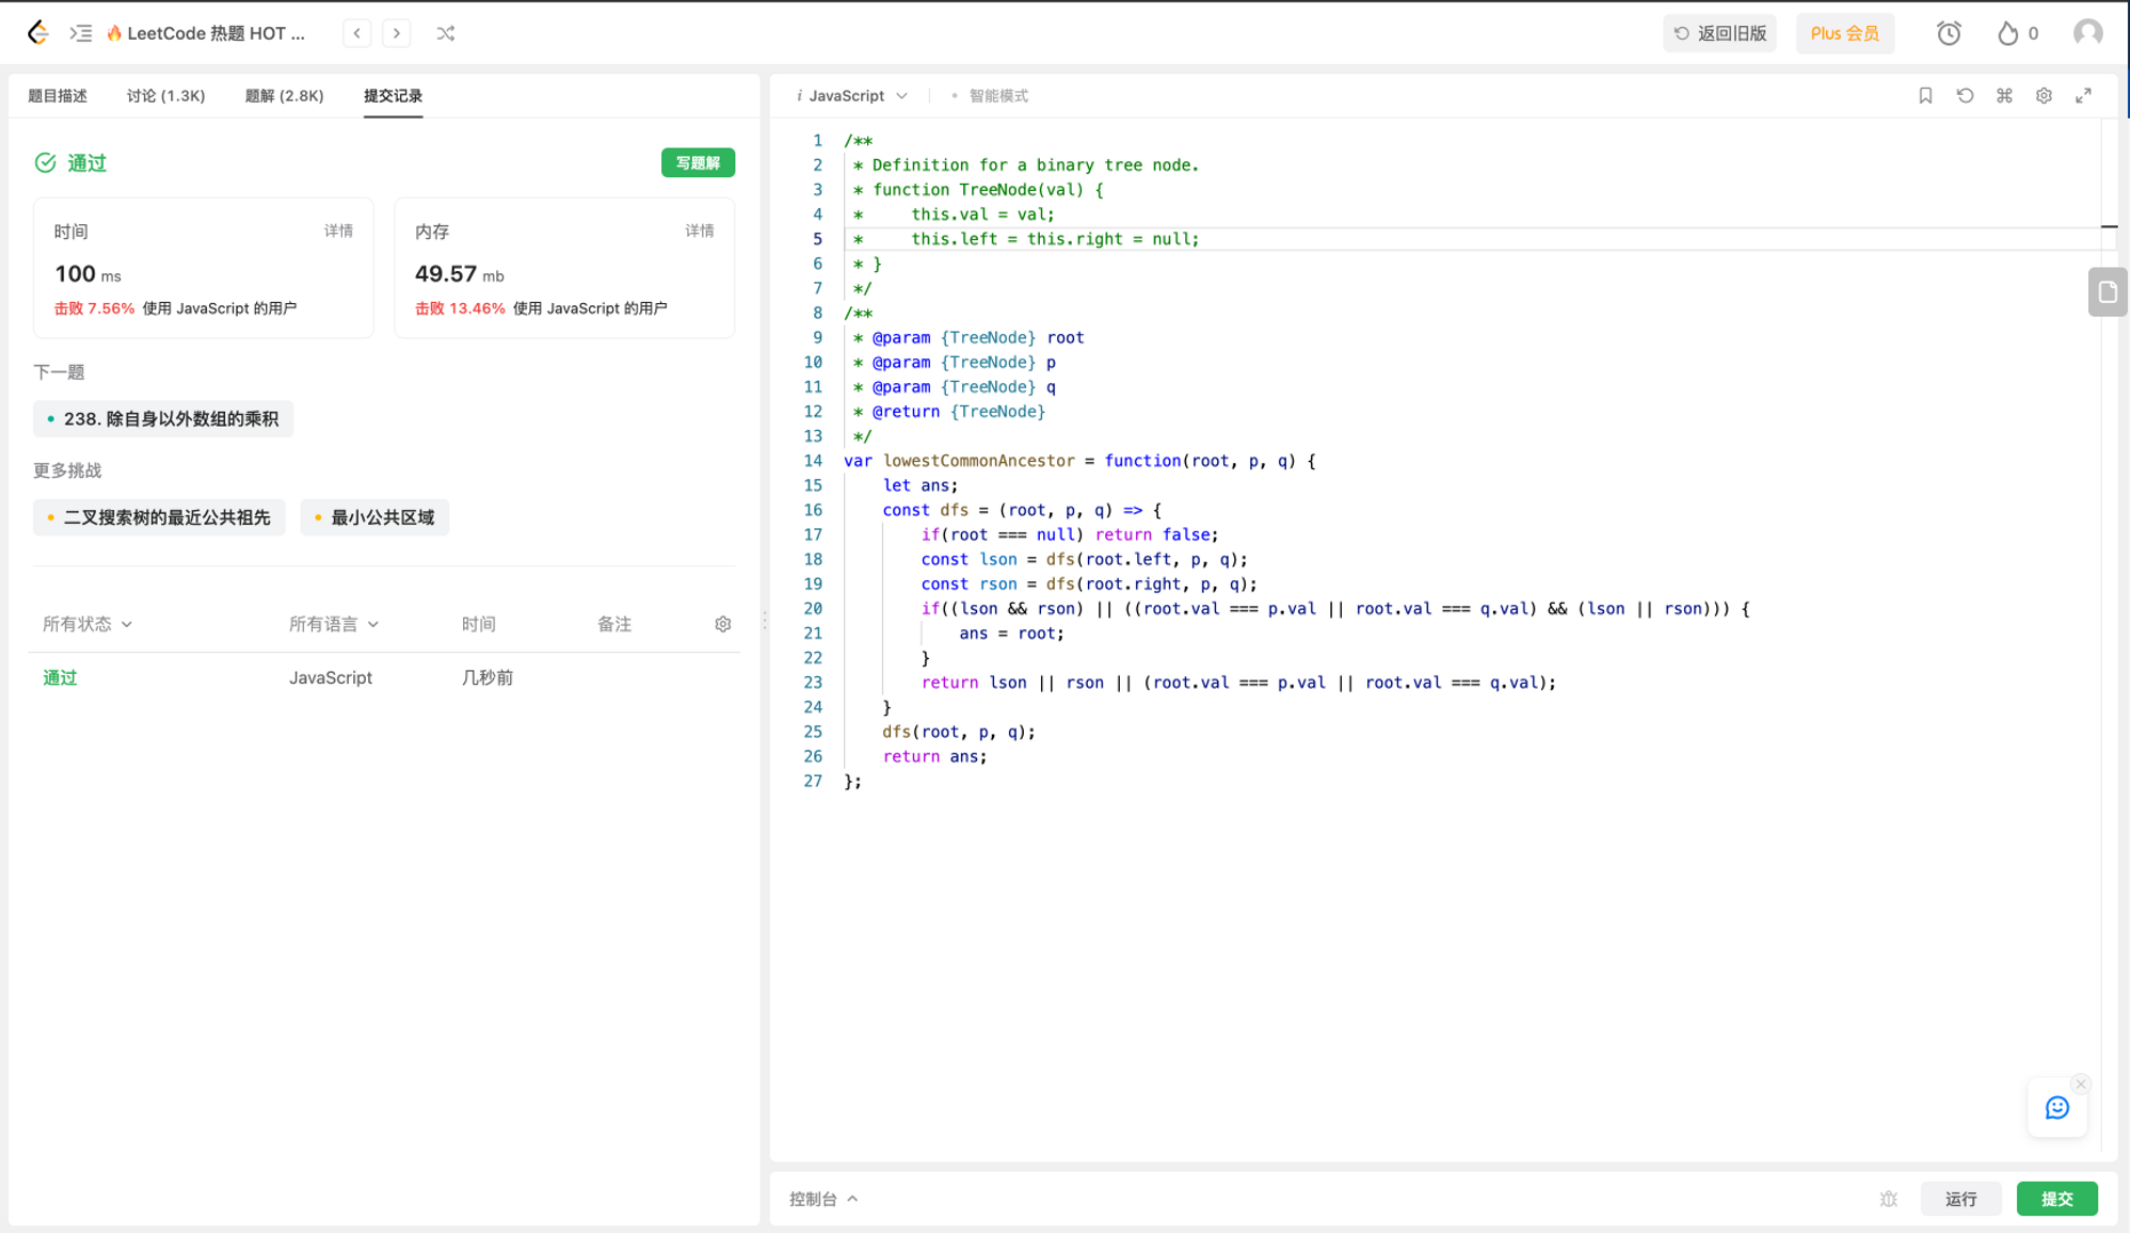 LeetCode 热题 HOT ...
返回旧版
Plus 会员
0
题目描述
讨论 (1.3K)
题解 (2.8K)
提交记录
通过
写题解
时间
详情
100 ms
击败 7.56% 使用 JavaScript 的用户
内存
详情
49.57 mb
击败 13.46% 使用 JavaScript 的用户
下一题
238. 除自身以外数组的乘积
更多挑战
二叉搜索树的最近公共祖先
最小公共区域
所有状态
所有语言
时间
备注
通过
JavaScript
几秒前
i JavaScript
• 智能模式
1 /**
2 * Definition for a binary tree node.
3 * function TreeNode(val) {
4 *     this.val = val;
5 *     this.left = this.right = null;
6 * }
7 */
8 /**
9 * @param {TreeNode} root
10 * @param {TreeNode} p
11 * @param {TreeNode} q
12 * @return {TreeNode}
13 */
14 var lowestCommonAncestor = function(root, p, q) {
15     let ans;
16     const dfs = (root, p, q) => {
17         if(root === null) return false;
18         const lson = dfs(root.left, p, q);
19         const rson = dfs(root.right, p, q);
20         if((lson && rson) || ((root.val === p.val || root.val === q.val) && (lson || rson))) {
21             ans = root;
22         }
23         return lson || rson || (root.val === p.val || root.val === q.val);
24     }
25     dfs(root, p, q);
26     return ans;
27 };
控制台
运行
提交